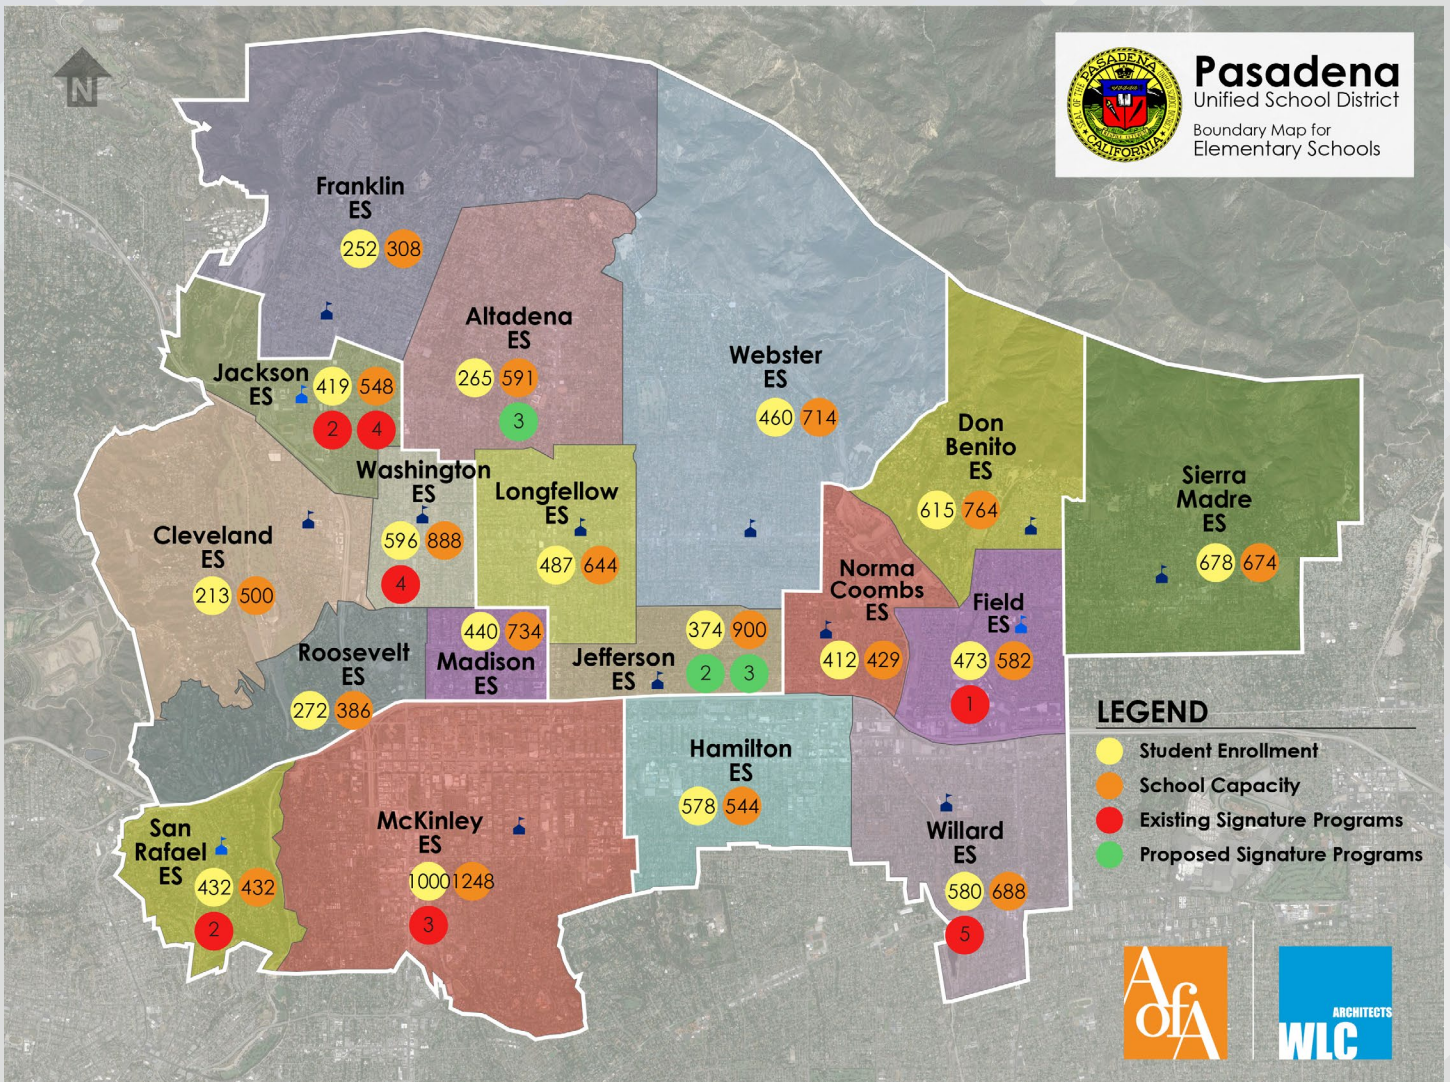 N
Pasadena
Unified School District
Boundary Map for
Elementary Schools
PASADENA
CALIFORNIA
Franklin
ES
252 308
Altadena
ES
265 591
3
Jackson
ES
419 548
2 4
Webster
ES
460 714
Don
Benito
ES
615 764
Sierra
Madre
ES
678 674
Washington
ES
596 888
4
Longfellow
ES
487 644
Cleveland
ES
213 500
Norma
Coombs
ES
412 429
Field
ES
473 582
1
Roosevelt
ES
272 386
440 734
Madison
ES
Jefferson
ES
374 900
2 3
Hamilton
ES
578 544
McKinley
ES
1000 1248
3
San
Rafael
ES
432 432
2
Willard
ES
580 688
5
LEGEND
Student Enrollment
School Capacity
Existing Signature Programs
Proposed Signature Programs
AofA
ARCHITECTS
WLC